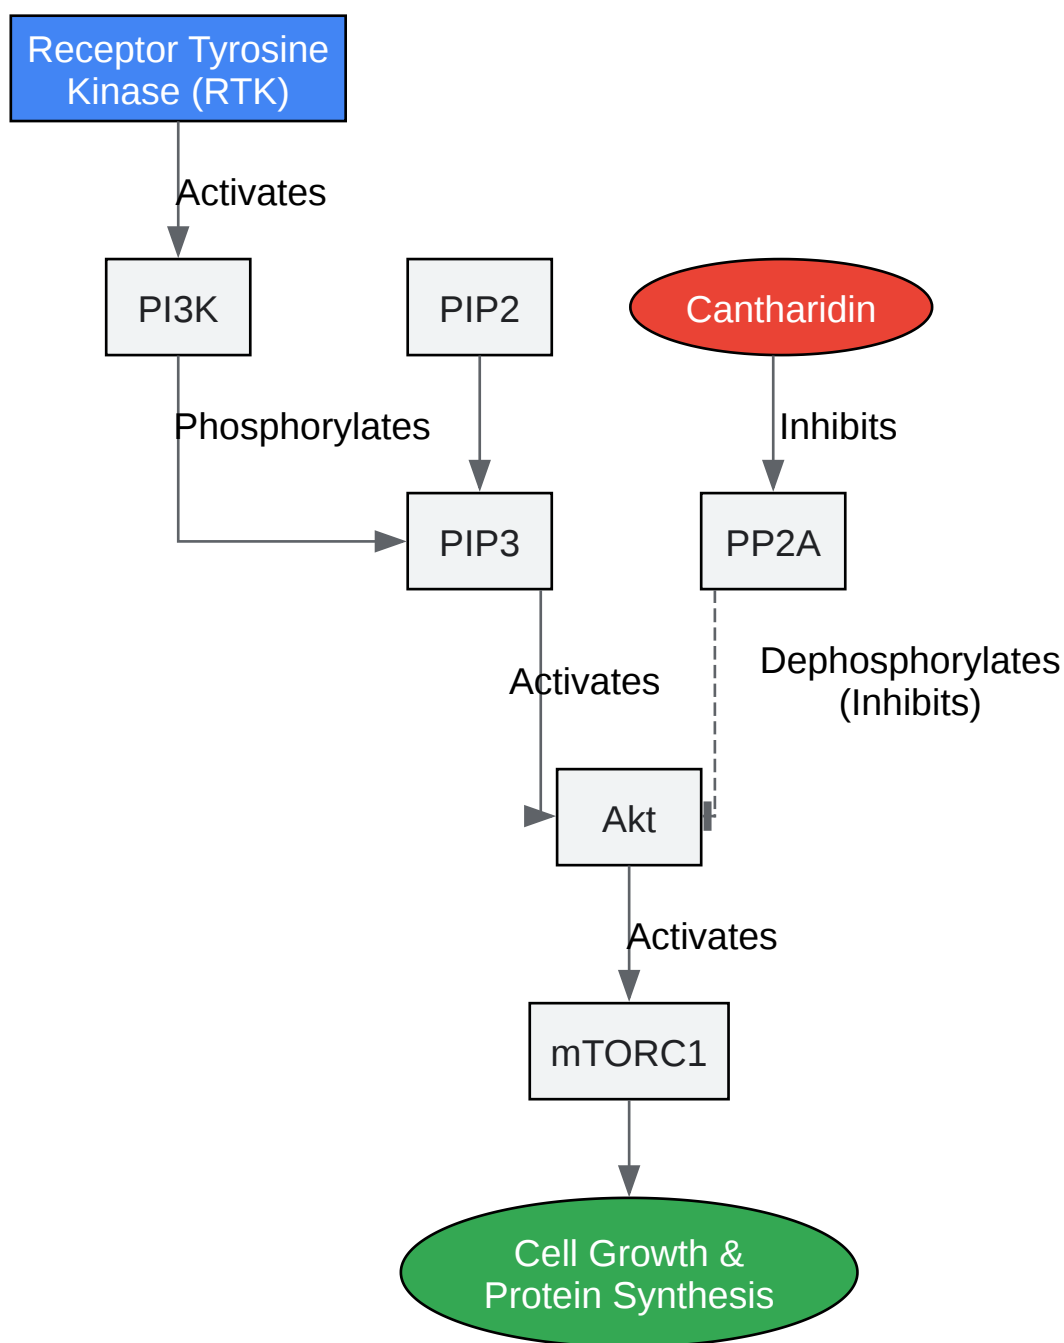 Receptor Tyrosine
Kinase (RTK)
Activates
PI3K
PIP2
Cantharidin
Phosphorylates
Inhibits
PIP3
PP2A
Activates
Dephosphorylates
(Inhibits)
Akt
Activates
mTORC1
Cell Growth &
Protein Synthesis